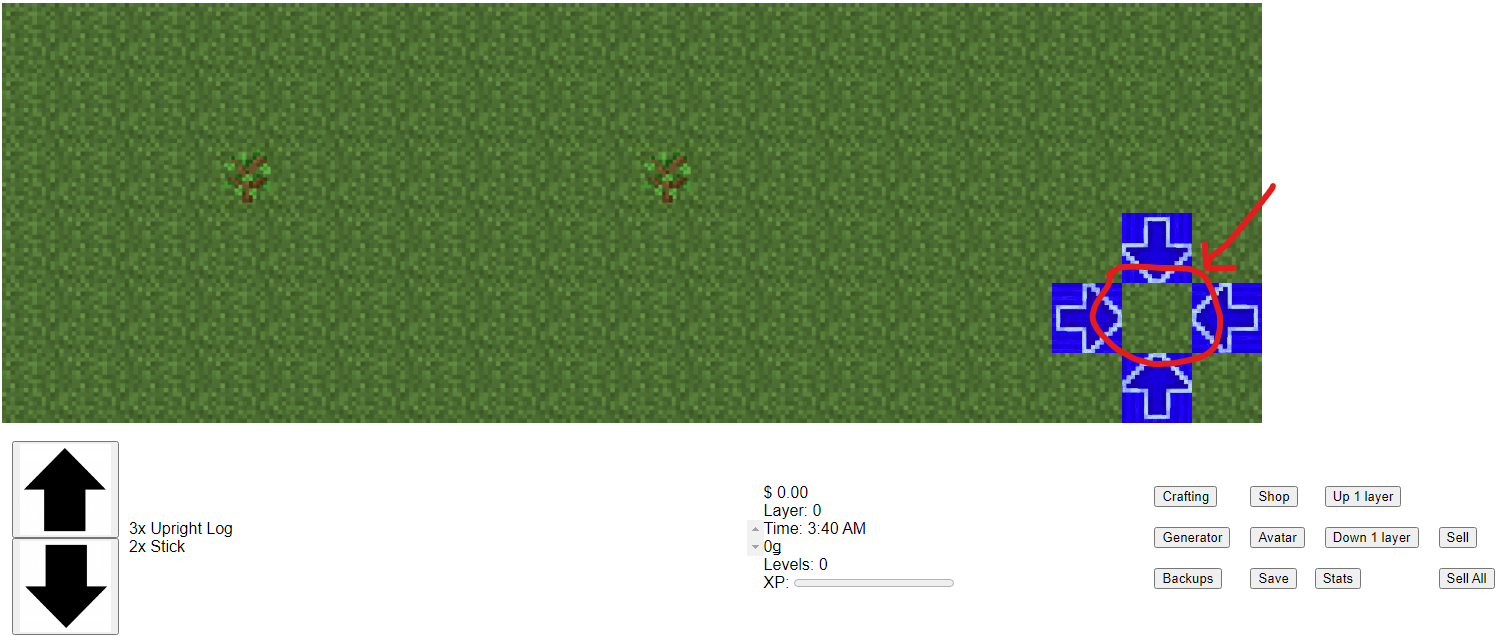 3x Upright Log
2x Stick
$ 0.00
Layer: 0
Time: 3:40 AM
0g
Levels: 0
XP:
Crafting
Shop
Up 1 layer
Generator
Avatar
Down 1 layer
Sell
Backups
Save
Stats
Sell All